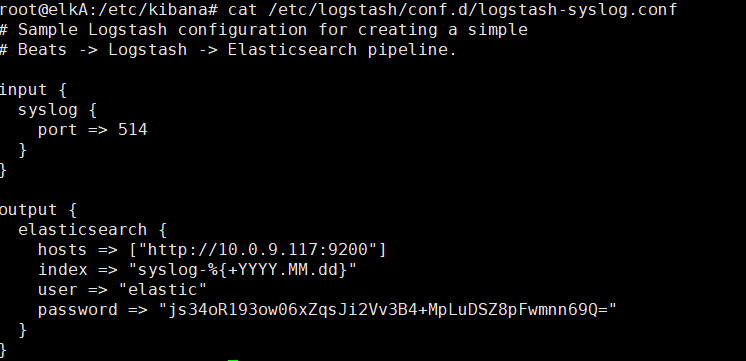 root@elkA:/etc/kibana# cat /etc/logstash/conf.d/logstash-syslog.conf
# Sample Logstash configuration for creating a simple
# Beats -> Logstash -> Elasticsearch pipeline.

input {
  syslog {
    port => 514
  }
}

output {
  elasticsearch {
    hosts => ["http://10.0.9.117:9200"]
    index => "syslog-%{+YYYY.MM.dd}"
    user => "elastic"
    password => "js34oR193ow06xZqsJi2Vv3B4+MpLuDSZ8pFwmnn69Q="
  }
}